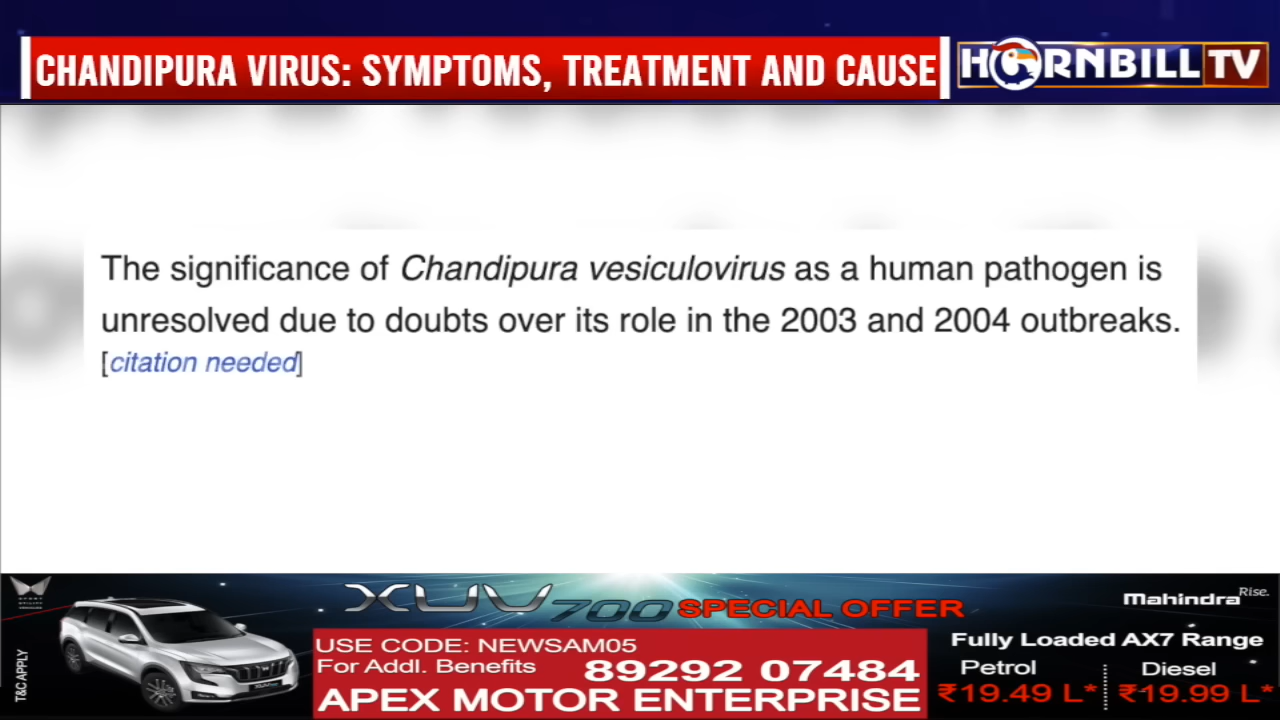 CHANDIPURA VIRUS: SYMPTOMS, TREATMENT AND CAUSE
HORNBILL TV
The significance of Chandipura vesiculovirus as a human pathogen is
unresolved due to doubts over its role in the 2003 and 2004 outbreaks.
[citation needed]
XUV 700 SPECIAL OFFER
Mahindra Rise.
USE CODE: NEWSAM05
For Addl. Benefits 89292 07484
APEX MOTOR ENTERPRISE
Fully Loaded AX7 Range
Petrol Diesel
₹19.49 L* ₹19.99 L*
T&C APPLY